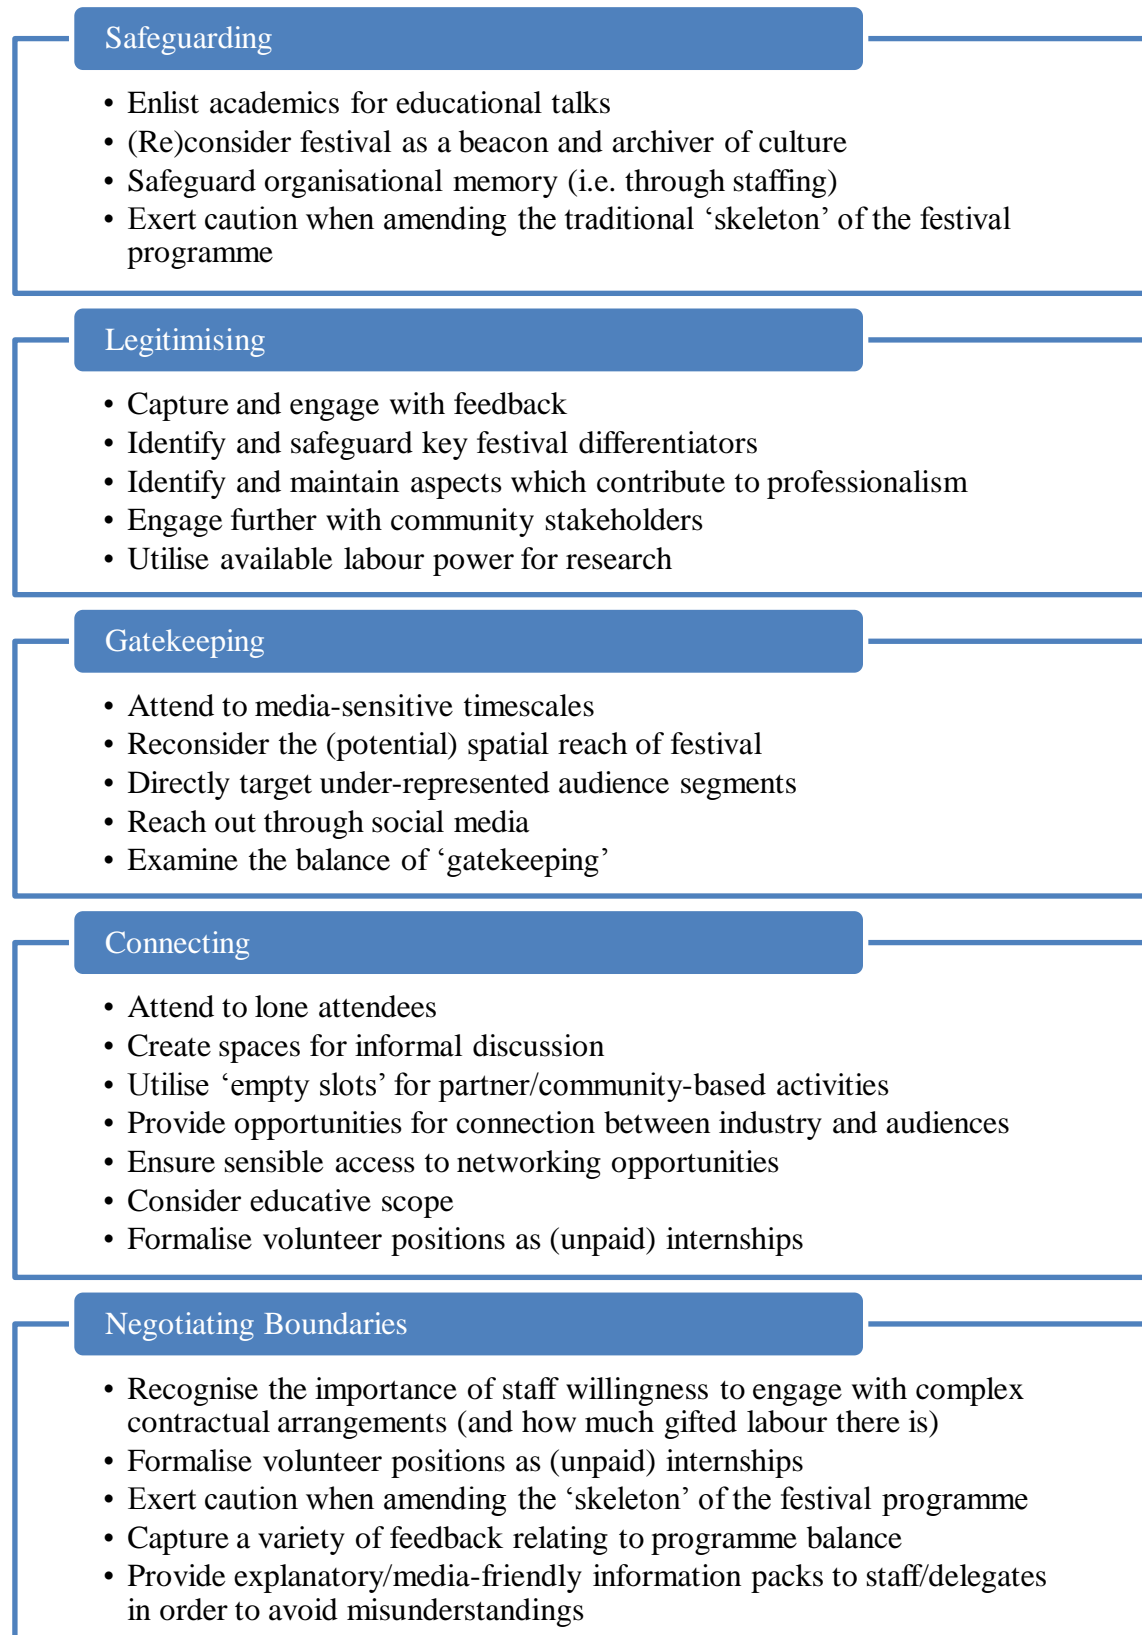 Safeguarding
• Enlist academics for educational talks
• (Re)consider festival as a beacon and archiver of culture
• Safeguard organisational memory (i.e. through staffing)
• Exert caution when amending the traditional ‘skeleton’ of the festival
programme
Legitimising
• Capture and engage with feedback
• Identify and safeguard key festival differentiators
• Identify and maintain aspects which contribute to professionalism
• Engage further with community stakeholders
• Utilise available labour power for research
Gatekeeping
• Attend to media-sensitive timescales
• Reconsider the (potential) spatial reach of festival
• Directly target under-represented audience segments
• Reach out through social media
• Examine the balance of ‘gatekeeping’
Connecting
• Attend to lone attendees
• Create spaces for informal discussion
• Utilise ‘empty slots’ for partner/community-based activities
• Provide opportunities for connection between industry and audiences
• Ensure sensible access to networking opportunities
• Consider educative scope
• Formalise volunteer positions as (unpaid) internships
Negotiating Boundaries
• Recognise the importance of staff willingness to engage with complex
contractual arrangements (and how much gifted labour there is)
• Formalise volunteer positions as (unpaid) internships
• Exert caution when amending the ‘skeleton’ of the festival programme
• Capture a variety of feedback relating to programme balance
• Provide explanatory/media-friendly information packs to staff/delegates
in order to avoid misunderstandings